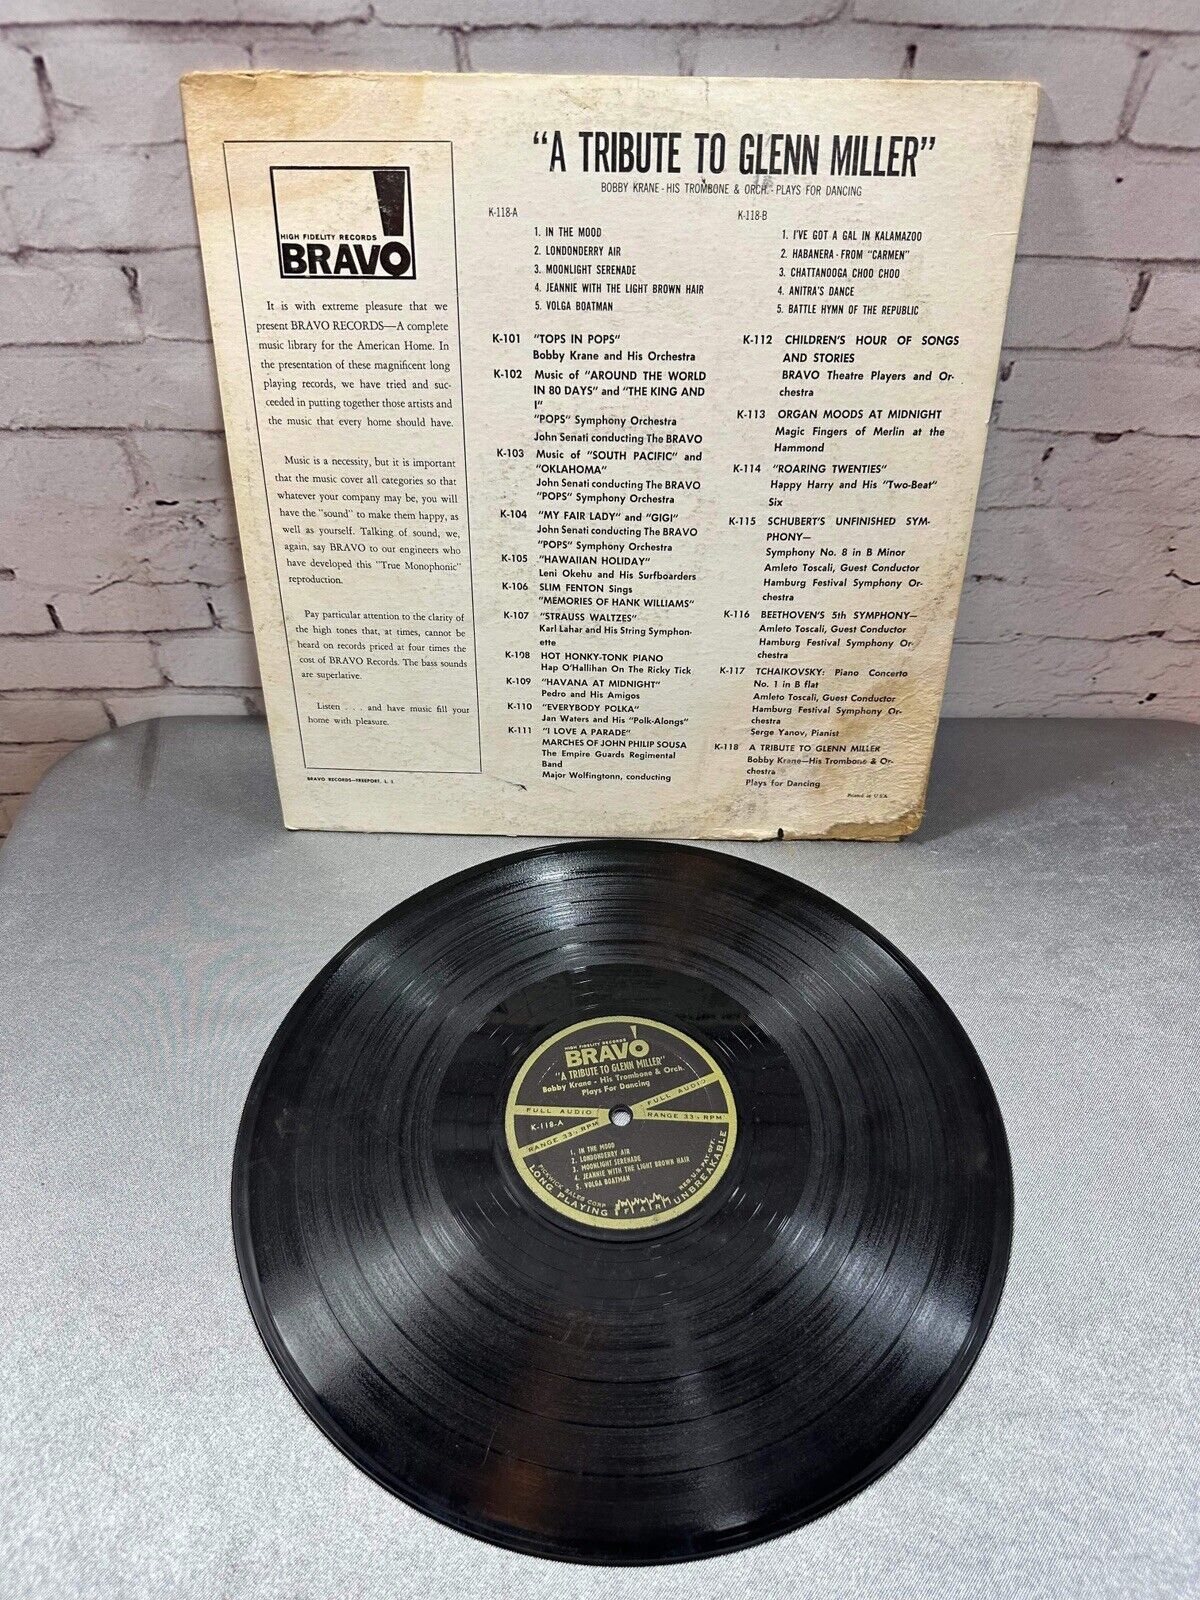 "A TRIBUTE TO GLENN MILLER"
BOBBY KRANE - HIS TROMBONE & ORCH. - PLAYS FOR DANCING
HIGH FIDELITY RECORDS
BRAVO!
It is with extreme pleasure that we
present BRAVO RECORDS—A complete
music library for the American Home. In
the presentation of these magnificent long
playing records, we have tried and suc-
ceeded in putting together those artists and
the music that every home should have.
Music is a necessity, but it is important
that the music cover all categories so that
whatever your company may be, you will
have the "sound" to make them happy, as
well as yourself. Talking of sound, we,
again, say BRAVO to our engineers who
have developed this "True Monophonic"
reproduction.
Pay particular attention to the clarity of
the high tones that, at times, cannot be
heard on records priced at four times the
cost of BRAVO Records. The bass sounds
are superlative.
Listen . . . and have music fill your
home with pleasure.
BRAVO RECORDS—FREEPORT, L. I.
K-118-A
1. IN THE MOOD
2. LONDONDERRY AIR
3. MOONLIGHT SERENADE
4. JEANNIE WITH THE LIGHT BROWN HAIR
5. VOLGA BOATMAN
K-118-B
1. I'VE GOT A GAL IN KALAMAZOO
2. HABANERA - FROM "CARMEN"
3. CHATTANOOGA CHOO CHOO
4. ANITRA'S DANCE
5. BATTLE HYMN OF THE REPUBLIC
K-101 "TOPS IN POPS"
Bobby Krane and His Orchestra
K-102 Music of "AROUND THE WORLD
IN 80 DAYS" and "THE KING AND
I"
"POPS" Symphony Orchestra
John Senati conducting The BRAVO
K-103 Music of "SOUTH PACIFIC" and
"OKLAHOMA"
John Senati conducting The BRAVO
"POPS" Symphony Orchestra
K-104 "MY FAIR LADY" and "GIGI"
John Senati conducting The BRAVO
"POPS" Symphony Orchestra
K-105 "HAWAIIAN HOLIDAY"
Leni Okehu and His Surfboarders
K-106 SLIM FENTON Sings
"MEMORIES OF HANK WILLIAMS"
K-107 "STRAUSS WALTZES"
Karl Lahar and His String Symphon-
ette
K-108 HOT HONKY-TONK PIANO
Hap O'Hallihan On The Ricky Tick
K-109 "HAVANA AT MIDNIGHT"
Pedro and His Amigos
K-110 "EVERYBODY POLKA"
Jan Waters and His "Polk-Alongs"
K-111 "I LOVE A PARADE"
MARCHES OF JOHN PHILIP SOUSA
The Empire Guards Regimental
Band
Major Wolfingtonn, conducting
K-112 CHILDREN'S HOUR OF SONGS
AND STORIES
BRAVO Theatre Players and Or-
chestra
K-113 ORGAN MOODS AT MIDNIGHT
Magic Fingers of Merlin at the
Hammond
K-114 "ROARING TWENTIES"
Happy Harry and His "Two-Beat"
Six
K-115 SCHUBERT'S UNFINISHED SYM-
PHONY—
Symphony No. 8 in B Minor
Amleto Toscali, Guest Conductor
Hamburg Festival Symphony Or-
chestra
K-116 BEETHOVEN'S 5th SYMPHONY—
Amleto Toscali, Guest Conductor
Hamburg Festival Symphony Or-
chestra
K-117 TCHAIKOVSKY: Piano Concerto
No. 1 in B flat
Amleto Toscali, Guest Conductor
Hamburg Festival Symphony Or-
chestra
Serge Yanov, Pianist
K-118 A TRIBUTE TO GLENN MILLER
Bobby Krane—His Trombone & Or-
chestra
Plays for Dancing
Printed in U.S.A.
HIGH FIDELITY RECORDS
BRAVO!
"A TRIBUTE TO GLENN MILLER"
Bobby Krane - His Trombone & Orch.
Plays For Dancing
FULL AUDIO FULL AUDIO
RANGE 33⅓ RPM RANGE 33⅓ RPM
K-118-A
1. IN THE MOOD
2. LONDONDERRY AIR
3. MOONLIGHT SERENADE
4. JEANNIE WITH THE LIGHT BROWN HAIR
5. VOLGA BOATMAN
PICKWICK SALES CORP.
REG. U.S. PAT. OFF.
LONG PLAYING FAR UNBREAKABLE